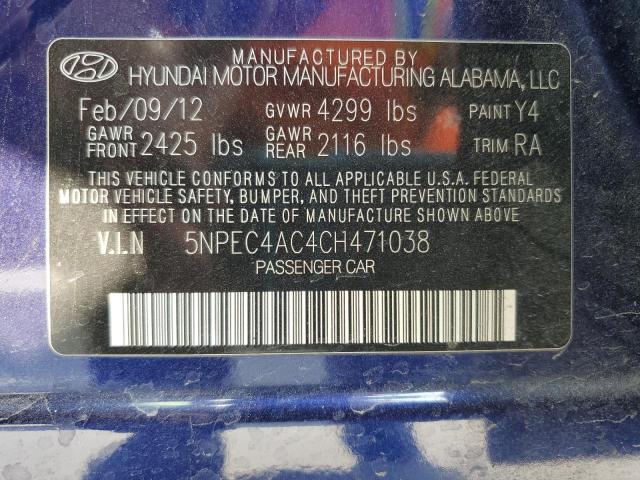 MANUFACTURED BY
HYUNDAI MOTOR MANUFACTURING ALABAMA, LLC
Feb/09/12 GVWR 4299 lbs PAINT Y4
GAWR FRONT 2425 lbs GAWR REAR 2116 lbs TRIM RA
THIS VEHICLE CONFORMS TO ALL APPLICABLE U.S.A. FEDERAL
MOTOR VEHICLE SAFETY, BUMPER, AND THEFT PREVENTION STANDARDS
IN EFFECT ON THE DATE OF MANUFACTURE SHOWN ABOVE
V.I.N 5NPEC4AC4CH471038
PASSENGER CAR